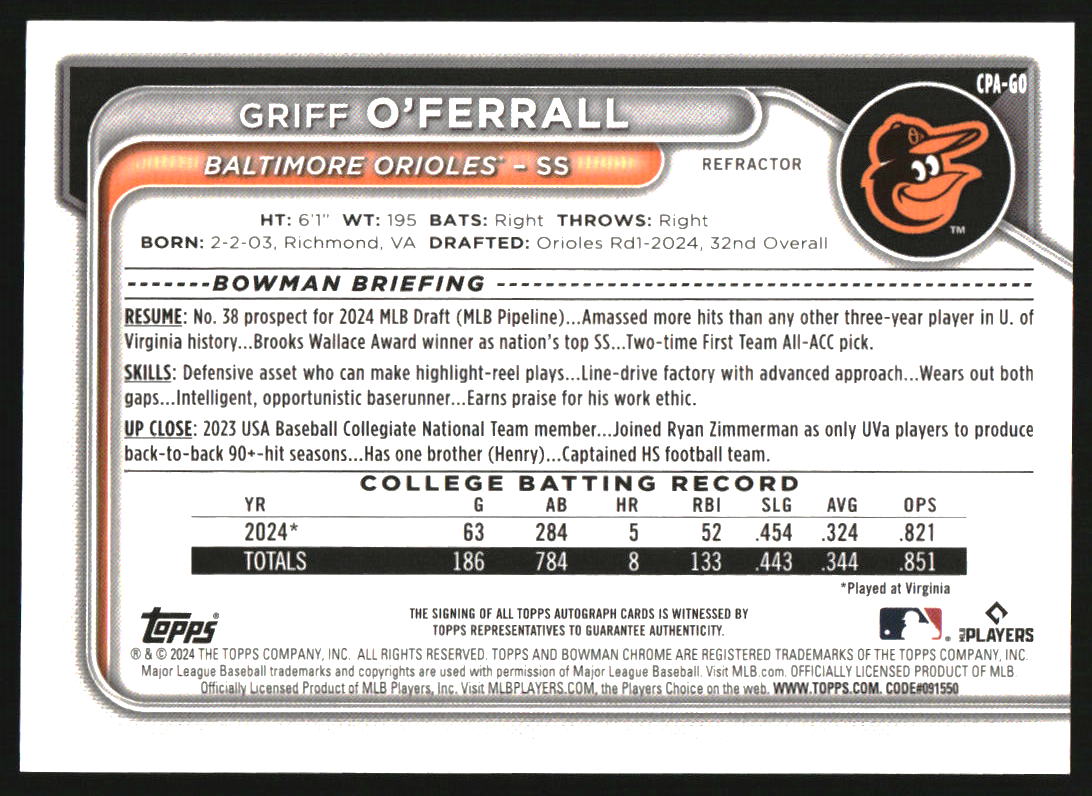 CPA-GO
GRIFF O'FERRALL
BALTIMORE ORIOLES™ – SS
REFRACTOR
TM
HT: 6'1" WT: 195 BATS: Right THROWS: Right
BORN: 2-2-03, Richmond, VA DRAFTED: Orioles Rd1-2024, 32nd Overall
-------BOWMAN BRIEFING --------------------------------------------
RESUME: No. 38 prospect for 2024 MLB Draft (MLB Pipeline)...Amassed more hits than any other three-year player in U. of
Virginia history...Brooks Wallace Award winner as nation's top SS...Two-time First Team All-ACC pick.
SKILLS: Defensive asset who can make highlight-reel plays...Line-drive factory with advanced approach...Wears out both
gaps...Intelligent, opportunistic baserunner...Earns praise for his work ethic.
UP CLOSE: 2023 USA Baseball Collegiate National Team member...Joined Ryan Zimmerman as only UVa players to produce
back-to-back 90+-hit seasons...Has one brother (Henry)...Captained HS football team.
COLLEGE BATTING RECORD
YR G AB HR RBI SLG AVG OPS
2024* 63 284 5 52 .454 .324 .821
TOTALS 186 784 8 133 .443 .344 .851
*Played at Virginia
Topps®
THE SIGNING OF ALL TOPPS AUTOGRAPH CARDS IS WITNESSED BY
TOPPS REPRESENTATIVES TO GUARANTEE AUTHENTICITY.
MLB PLAYERS
® & © 2024 THE TOPPS COMPANY, INC. ALL RIGHTS RESERVED. TOPPS AND BOWMAN CHROME ARE REGISTERED TRADEMARKS OF THE TOPPS COMPANY, INC.
Major League Baseball trademarks and copyrights are used with permission of Major League Baseball. Visit MLB.com. OFFICIALLY LICENSED PRODUCT OF MLB
Officially Licensed Product of MLB Players, Inc. Visit MLBPLAYERS.COM, the Players Choice on the web. WWW.TOPPS.COM. CODE#091550